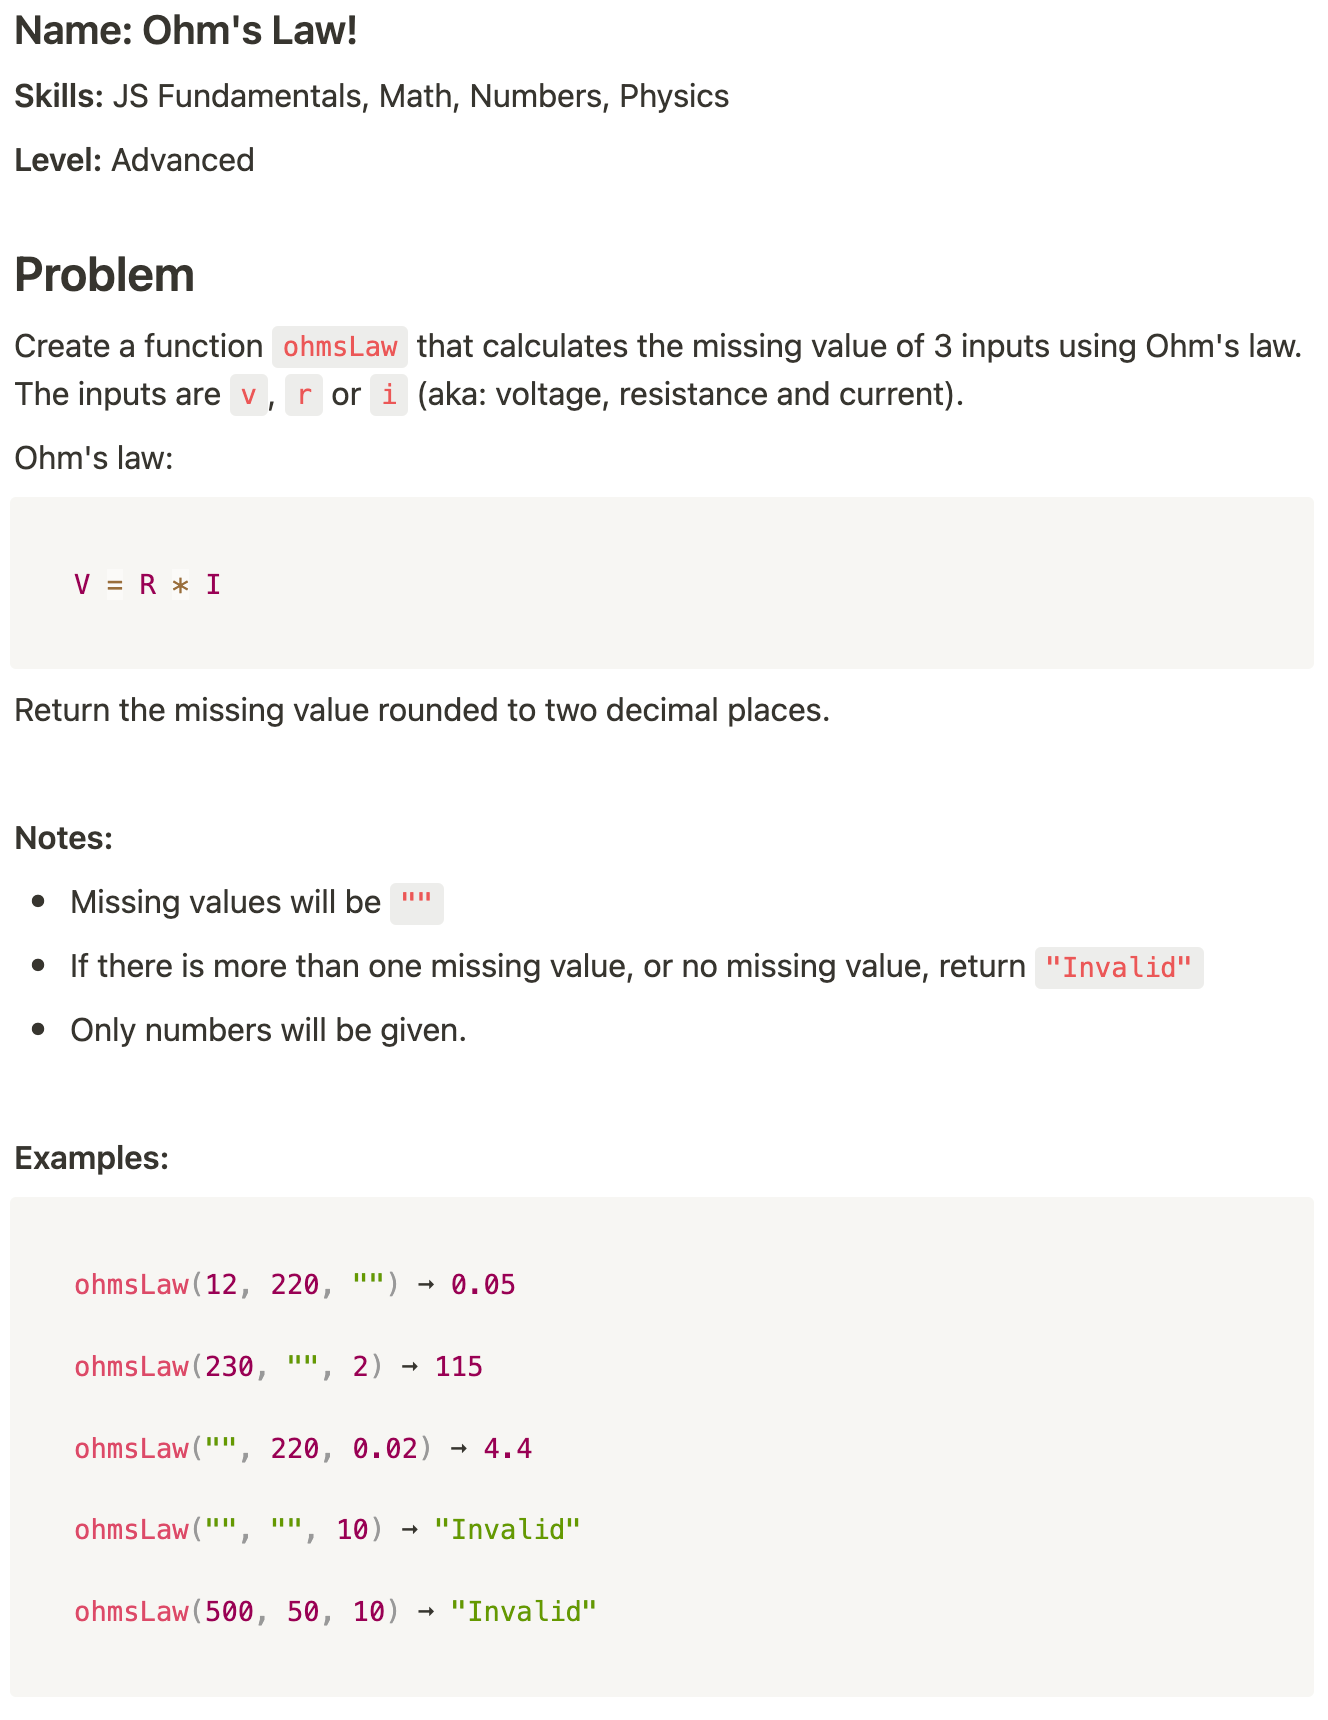 Name: Ohm's Law!
Skills: JS Fundamentals, Math, Numbers, Physics
Level: Advanced
Problem
Create a function ohmsLaw that calculates the missing value of 3 inputs using Ohm's law.
The inputs are v, r or i (aka: voltage, resistance and current).
Ohm's law:
V = R * I
Return the missing value rounded to two decimal places.
Notes:
• Missing values will be ""
• If there is more than one missing value, or no missing value, return "Invalid"
• Only numbers will be given.
Examples:
ohmsLaw(12, 220, "") → 0.05
ohmsLaw(230, "", 2) → 115
ohmsLaw("", 220, 0.02) → 4.4
ohmsLaw("", "", 10) → "Invalid"
ohmsLaw(500, 50, 10) → "Invalid"